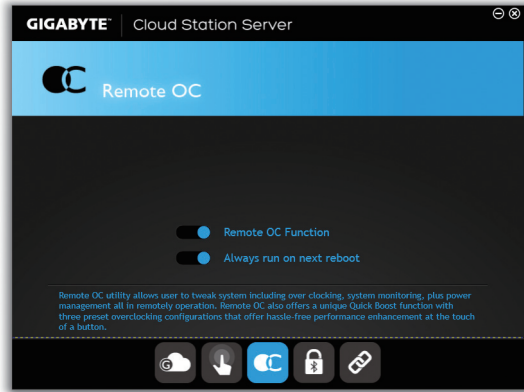 GIGABYTE™ Cloud Station Server
Remote OC
Remote OC Function
Always run on next reboot
Remote OC utility allows user to tweak system including over clocking, system monitoring, plus power
management all in remotely operation. Remote OC also offers a unique Quick Boost function with
three preset overclocking configurations that offer hassle-free performance enhancement at the touch
of a button.
G